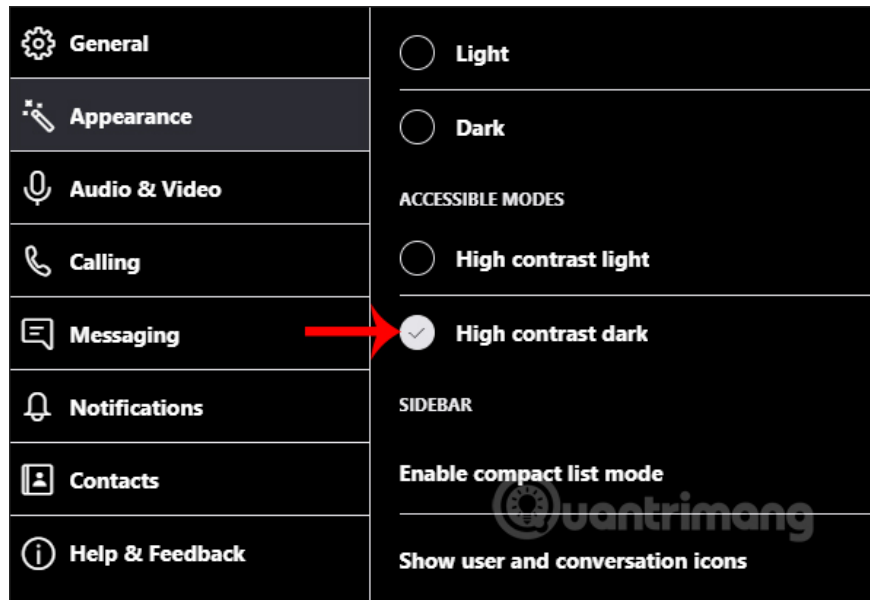 General
Appearance
Audio & Video
Calling
Messaging
Notifications
Contacts
Help & Feedback
Light
Dark
ACCESSIBLE MODES
High contrast light
High contrast dark
SIDEBAR
Enable compact list mode
Quantrimang
Show user and conversation icons